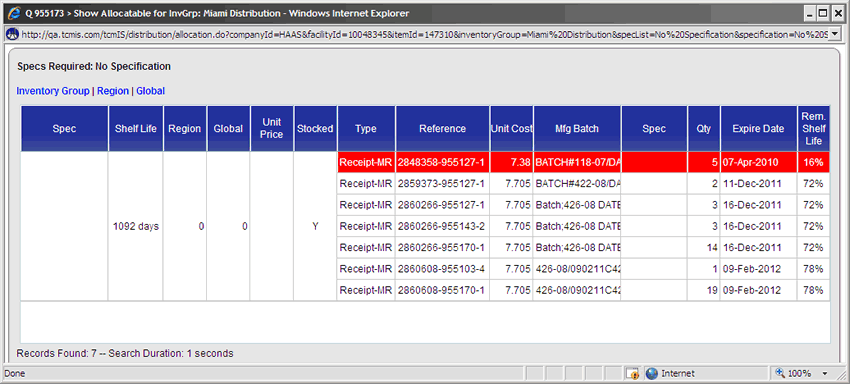 Q 955173 > Show Allocatable for InvGrp: Miami Distribution - Windows Internet Explorer
http://qa.tcmis.com/tcmIS/distribution/allocation.do?companyId=HAAS&facilityId=10048345&itemId=147310&inventoryGroup=Miami%20Distribution&specList=No%20Specification&specification=No%20S
Specs Required: No Specification
Inventory Group | Region | Global
Spec Shelf Life Region Global Unit Price Stocked Type Reference Unit Cost Mfg Batch Spec Qty Expire Date Rem. Shelf Life
Receipt-MR 2848358-955127-1 7.38 BATCH#118-07/DA 5 07-Apr-2010 16%
Receipt-MR 2859373-955127-1 7.705 BATCH#422-08/DA 2 11-Dec-2011 72%
Receipt-MR 2860266-955127-1 7.705 Batch;426-08 DATE 3 16-Dec-2011 72%
1092 days 0 0 Y Receipt-MR 2860266-955143-2 7.705 Batch;426-08 DATE 3 16-Dec-2011 72%
Receipt-MR 2860266-955170-1 7.705 Batch;426-08 DATE 14 16-Dec-2011 72%
Receipt-MR 2860608-955103-4 7.705 426-08/090211C42 1 09-Feb-2012 78%
Receipt-MR 2860608-955170-1 7.705 426-08/090211C42 19 09-Feb-2012 78%
Records Found: 7 -- Search Duration: 1 seconds
Done Internet 100%